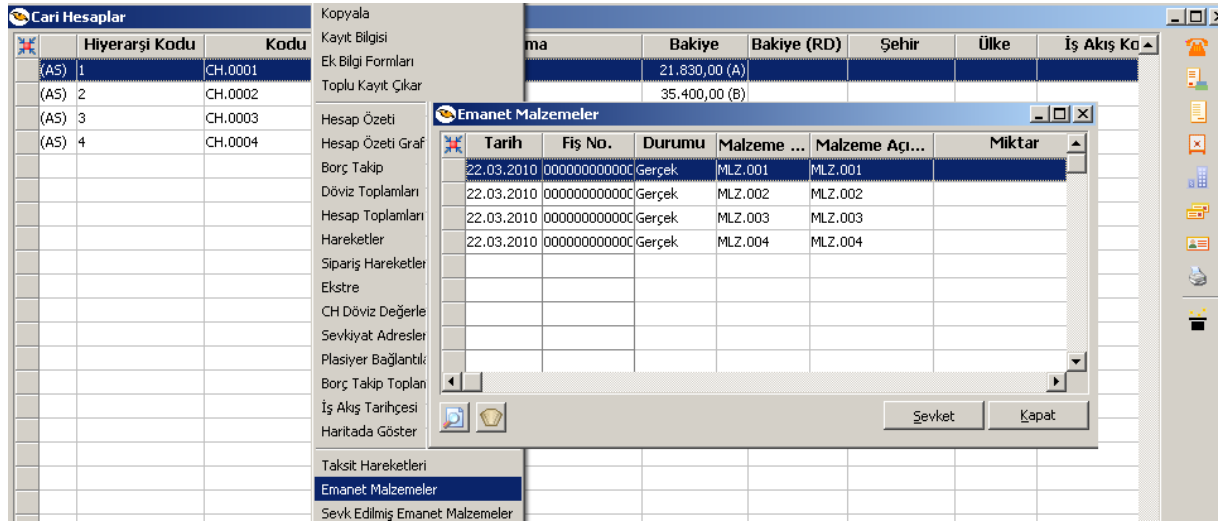 Cari Hesaplar
Hiyerarşi Kodu Kodu ma Bakiye Bakiye (RD) Şehir Ülke İş Akış Ko
(AS) 1 CH.0001 21.830,00 (A)
(AS) 2 CH.0002 35.400,00 (B)
(AS) 3 CH.0003
(AS) 4 CH.0004
Kopyala
Kayıt Bilgisi
Ek Bilgi Formları
Toplu Kayıt Çıkar
Hesap Özeti
Hesap Özeti Graf
Borç Takip
Döviz Toplamları
Hesap Toplamları
Hareketler
Sipariş Hareketler
Ekstre
CH Döviz Değerle
Sevkiyat Adresler
Plasiyer Bağlantıla
Borç Takip Toplan
İş Akış Tarihçesi
Haritada Göster
Taksit Hareketleri
Emanet Malzemeler
Sevk Edilmiş Emanet Malzemeler
Emanet Malzemeler
Tarih Fiş No. Durumu Malzeme ... Malzeme Açı... Miktar
22.03.2010 000000000000 Gerçek MLZ.001 MLZ.001
22.03.2010 000000000000 Gerçek MLZ.002 MLZ.002
22.03.2010 000000000000 Gerçek MLZ.003 MLZ.003
22.03.2010 000000000000 Gerçek MLZ.004 MLZ.004
Sevket Kapat